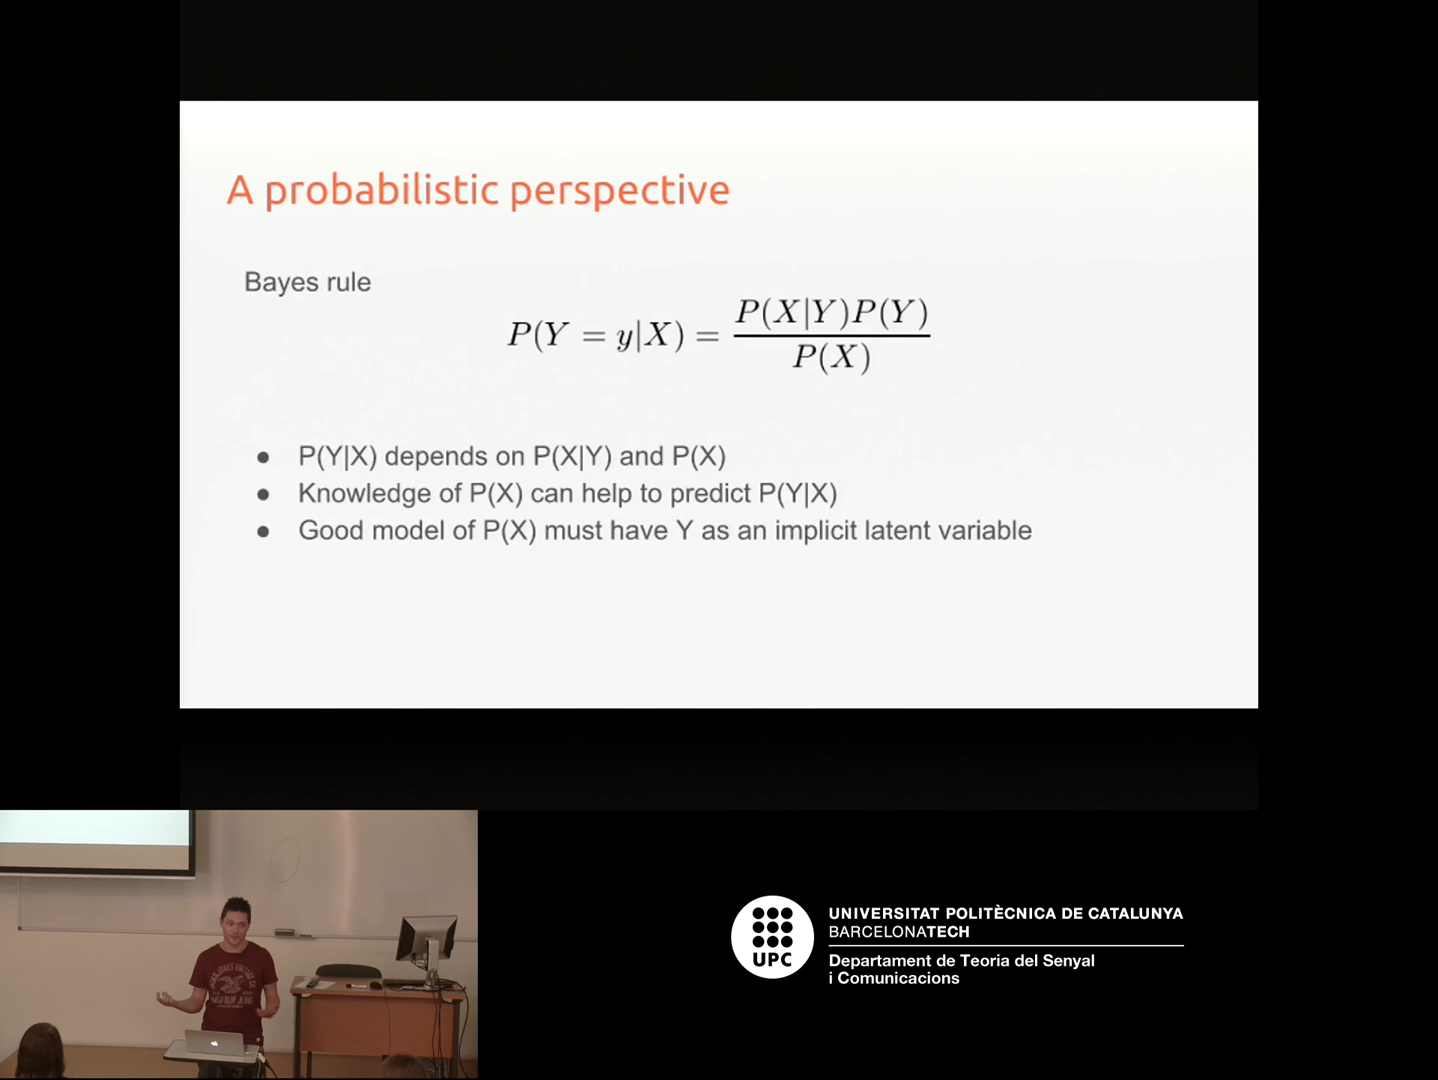 A probabilistic perspective
Bayes rule
P(Y = y|X) = P(X|Y)P(Y) / P(X)
● P(Y|X) depends on P(X|Y) and P(X)
● Knowledge of P(X) can help to predict P(Y|X)
● Good model of P(X) must have Y as an implicit latent variable
UPC
UNIVERSITAT POLITÈCNICA DE CATALUNYA
BARCELONATECH
Departament de Teoria del Senyal
i Comunicacions